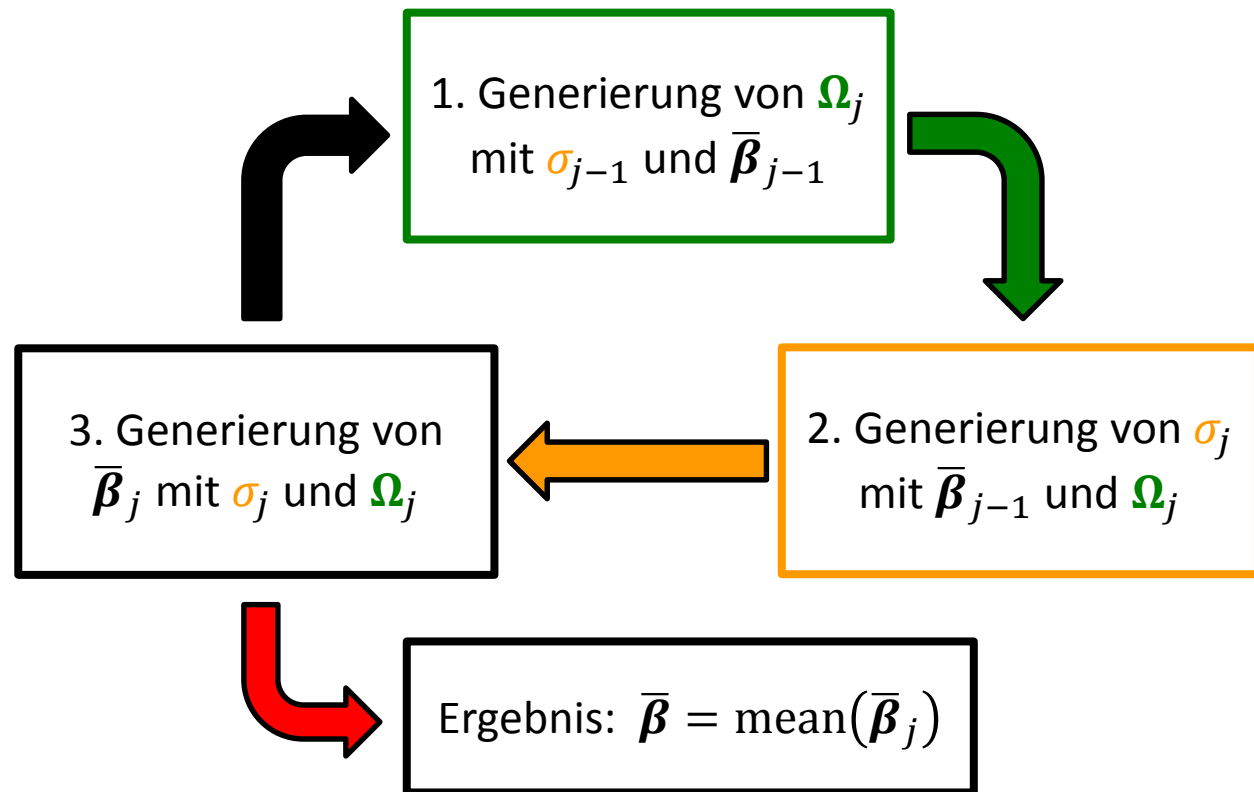 1. Generierung von 𝛀ⱼ
mit σⱼ₋₁ und 𝜷̅ⱼ₋₁
2. Generierung von σⱼ
mit 𝜷̅ⱼ₋₁ und 𝛀ⱼ
3. Generierung von
𝜷̅ⱼ mit σⱼ und 𝛀ⱼ
Ergebnis: 𝜷̅ = mean(𝜷̅ⱼ)